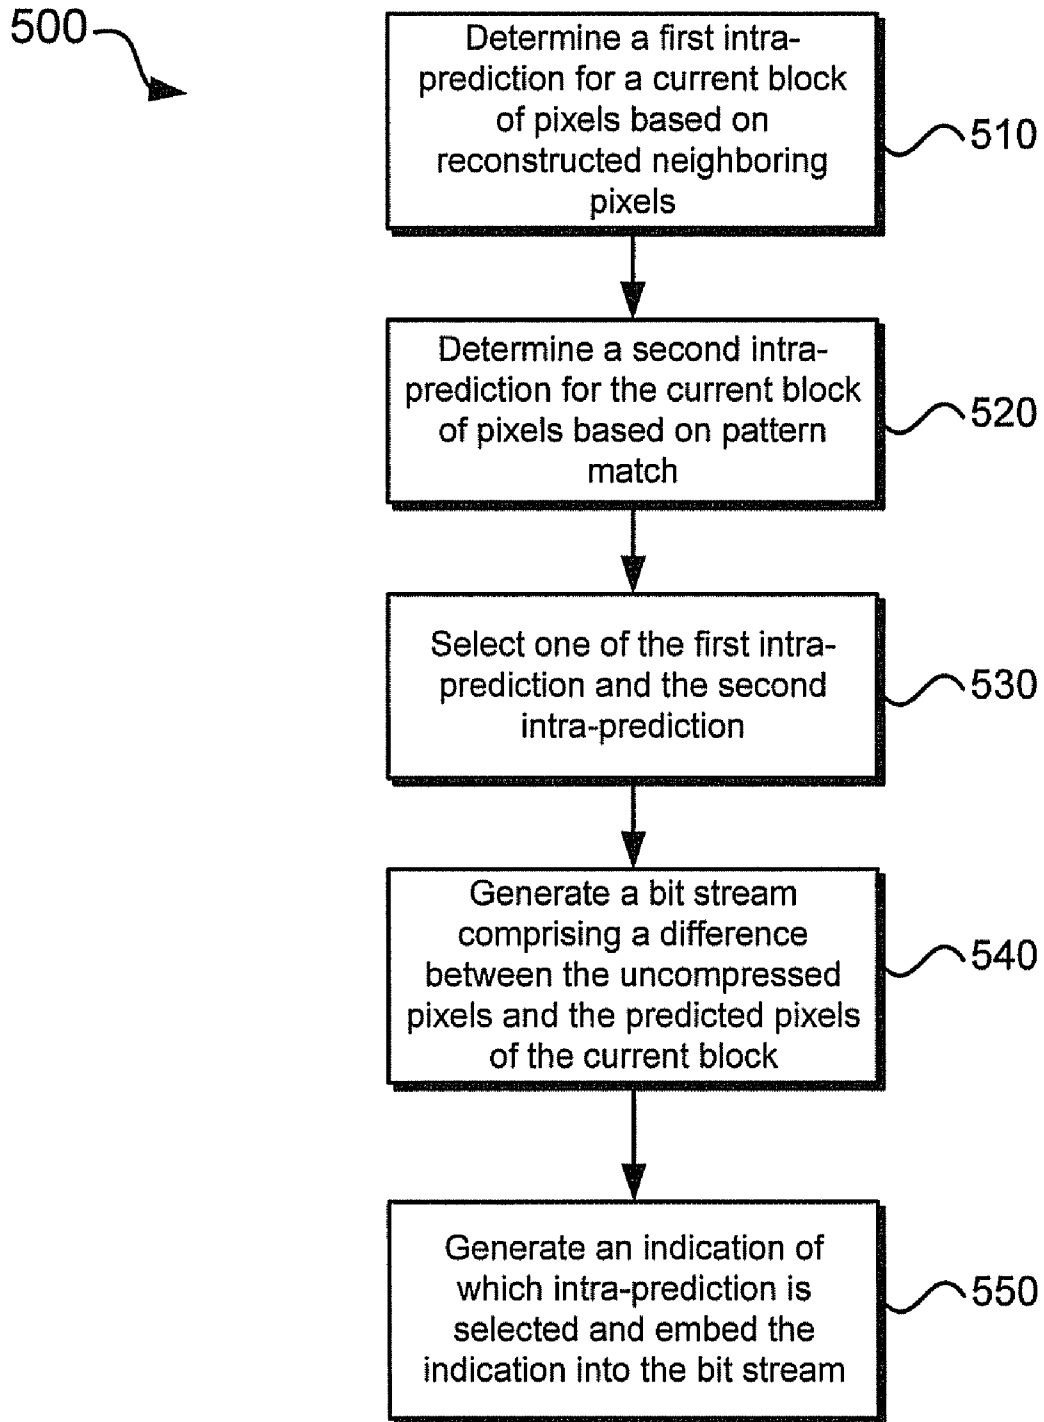 500
Determine a first intra-
prediction for a current block
of pixels based on
reconstructed neighboring
pixels
510
Determine a second intra-
prediction for the current block
of pixels based on pattern
match
520
Select one of the first intra-
prediction and the second
intra-prediction
530
Generate a bit stream
comprising a difference
between the uncompressed
pixels and the predicted pixels
of the current block
540
Generate an indication of
which intra-prediction is
selected and embed the
indication into the bit stream
550